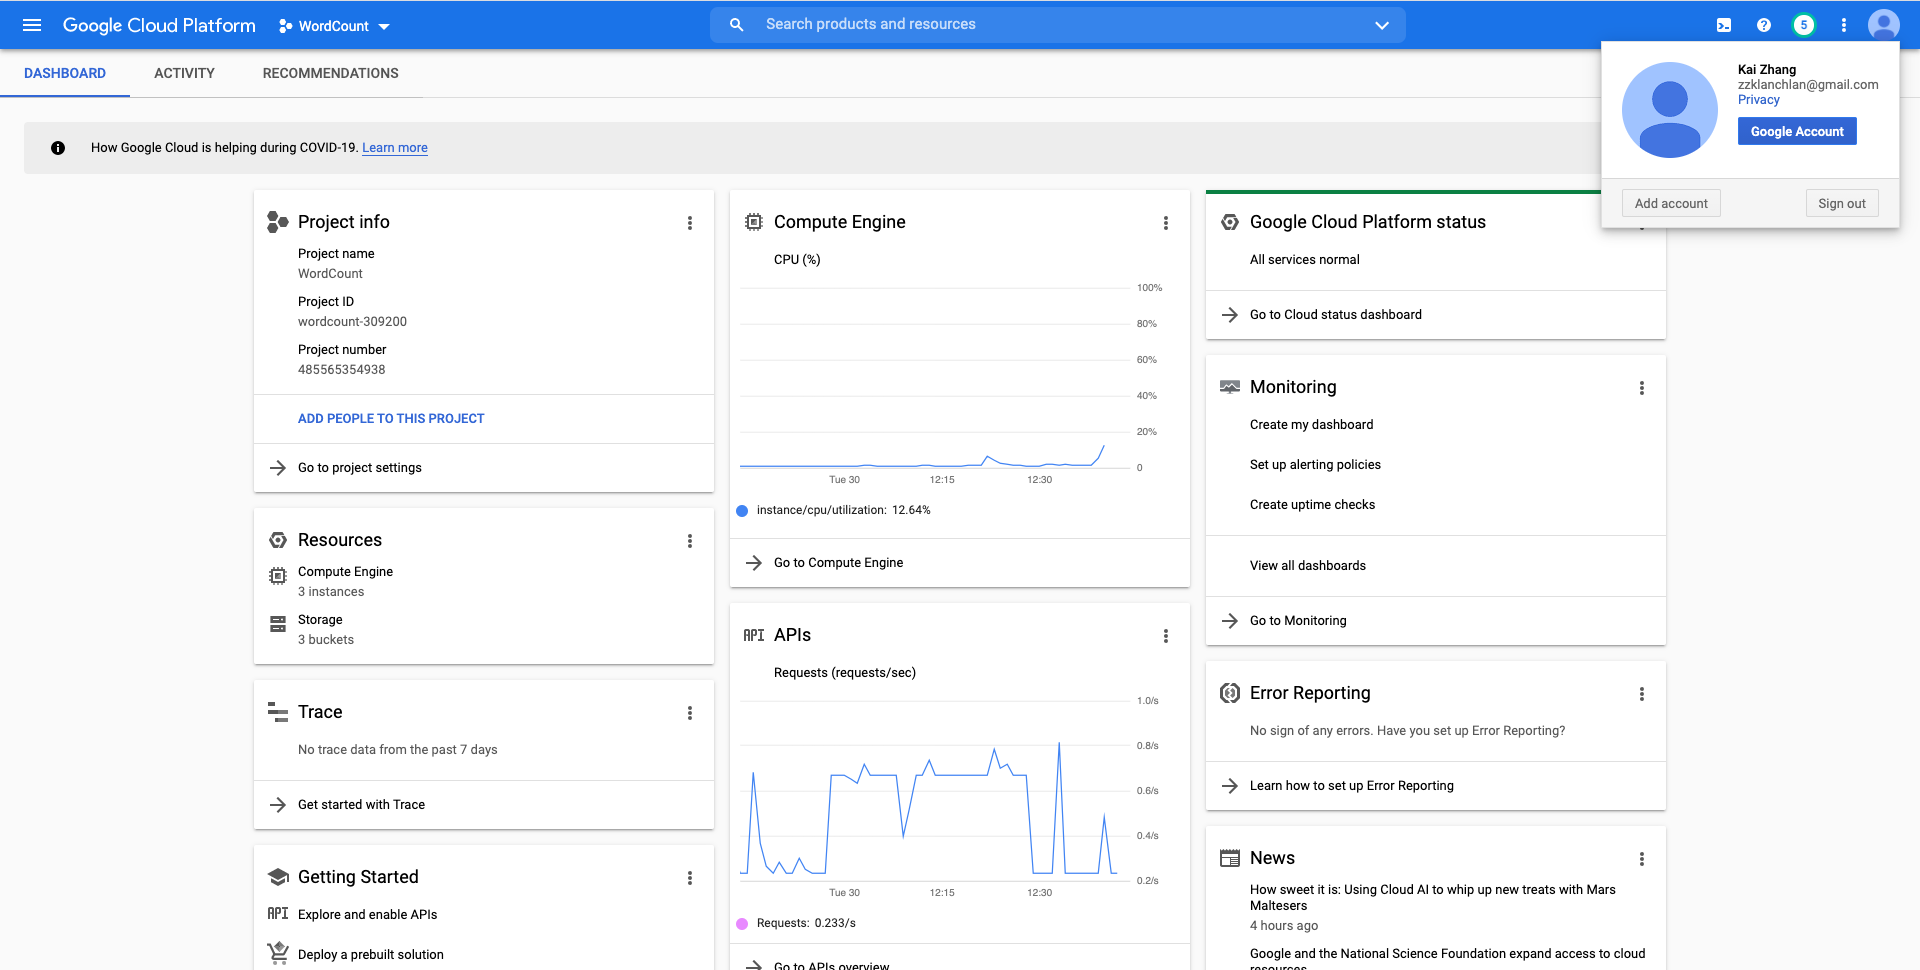 Google Cloud Platform
WordCount
Search products and resources
5
DASHBOARD
ACTIVITY
RECOMMENDATIONS
Kai Zhang
zzklanchlan@gmail.com
Privacy
Google Account
Add account
Sign out
How Google Cloud is helping during COVID-19. Learn more
Project info
Project name
WordCount
Project ID
wordcount-309200
Project number
485565354938
ADD PEOPLE TO THIS PROJECT
Go to project settings
Resources
Compute Engine
3 instances
Storage
3 buckets
Trace
No trace data from the past 7 days
Get started with Trace
Getting Started
API Explore and enable APIs
Deploy a prebuilt solution
Compute Engine
CPU (%)
100%
80%
60%
40%
20%
0
Tue 30
12:15
12:30
instance/cpu/utilization: 12.64%
Go to Compute Engine
API APIs
Requests (requests/sec)
1.0/s
0.8/s
0.6/s
0.4/s
0.2/s
Tue 30
12:15
12:30
Requests: 0.233/s
Go to APIs overview
Google Cloud Platform status
All services normal
Go to Cloud status dashboard
Monitoring
Create my dashboard
Set up alerting policies
Create uptime checks
View all dashboards
Go to Monitoring
Error Reporting
No sign of any errors. Have you set up Error Reporting?
Learn how to set up Error Reporting
News
How sweet it is: Using Cloud AI to whip up new treats with Mars
Maltesers
4 hours ago
Google and the National Science Foundation expand access to cloud
resources